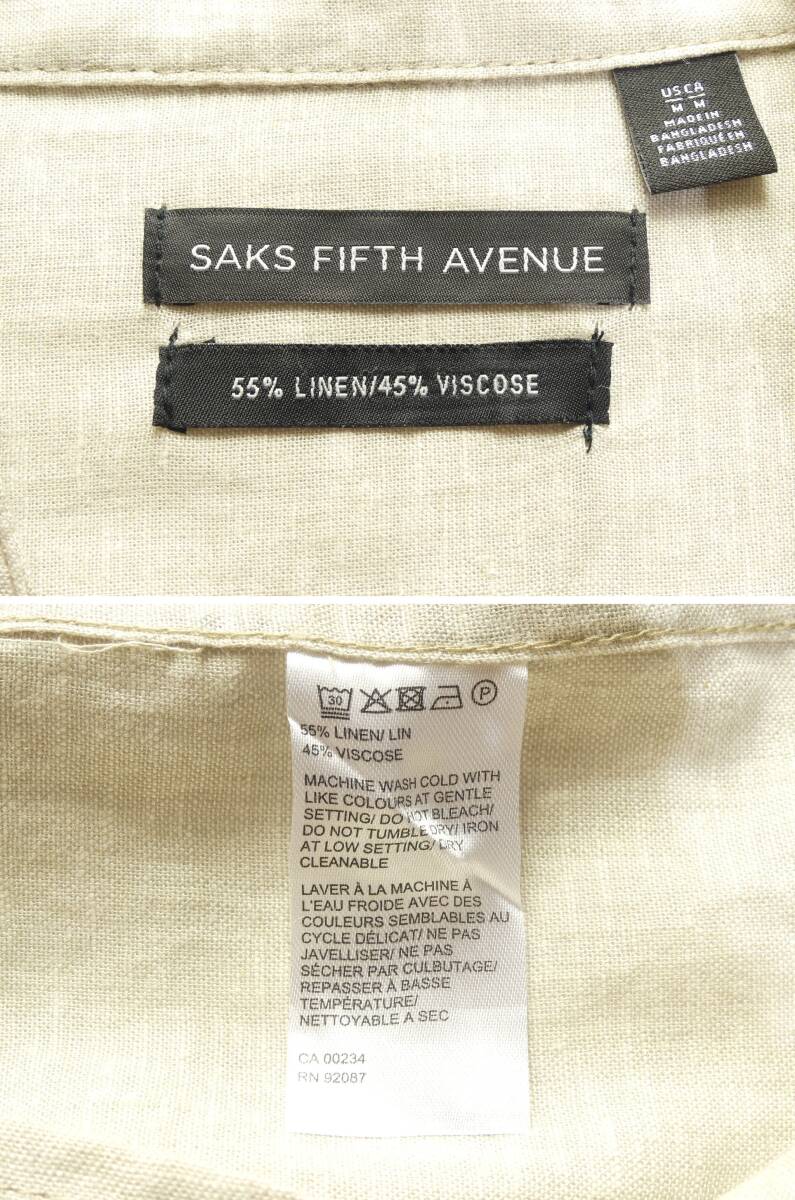 US CA
M M
MADE IN
BANGLADESH
FABRIQUÉ EN
BANGLADESH
SAKS FIFTH AVENUE
55% LINEN/45% VISCOSE
30
P
55% LINEN/ LIN
45% VISCOSE
MACHINE WASH COLD WITH
LIKE COLOURS AT GENTLE
SETTING/ DO NOT BLEACH/
DO NOT TUMBLE DRY/ IRON
AT LOW SETTING/ DRY
CLEANABLE
LAVER À LA MACHINE À
L'EAU FROIDE AVEC DES
COULEURS SEMBLABLES AU
CYCLE DÉLICAT/ NE PAS
JAVELLISER/ NE PAS
SÉCHER PAR CULBUTAGE/
REPASSER À BASSE
TEMPÉRATURE/
NETTOYABLE A SEC
CA 00234
RN 92087